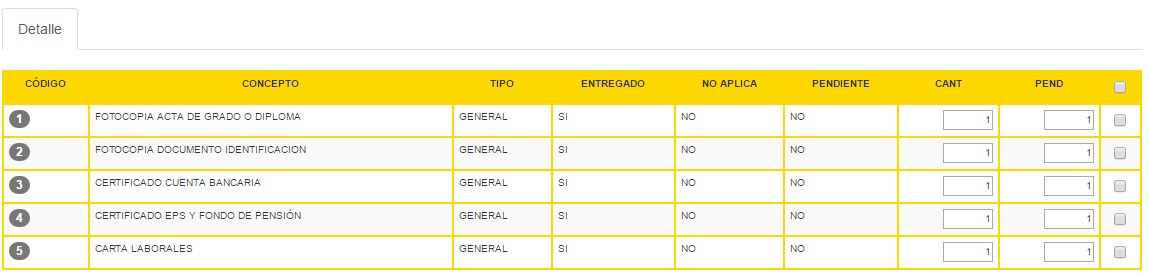 Detalle
CÓDIGO CONCEPTO TIPO ENTREGADO NO APLICA PENDIENTE CANT PEND
1 FOTOCOPIA ACTA DE GRADO O DIPLOMA GENERAL SI NO NO 1 1
2 FOTOCOPIA DOCUMENTO IDENTIFICACION GENERAL SI NO NO 1 1
3 CERTIFICADO CUENTA BANCARIA GENERAL SI NO NO 1 1
4 CERTIFICADO EPS Y FONDO DE PENSIÓN GENERAL SI NO NO 1 1
5 CARTA LABORALES GENERAL SI NO NO 1 1